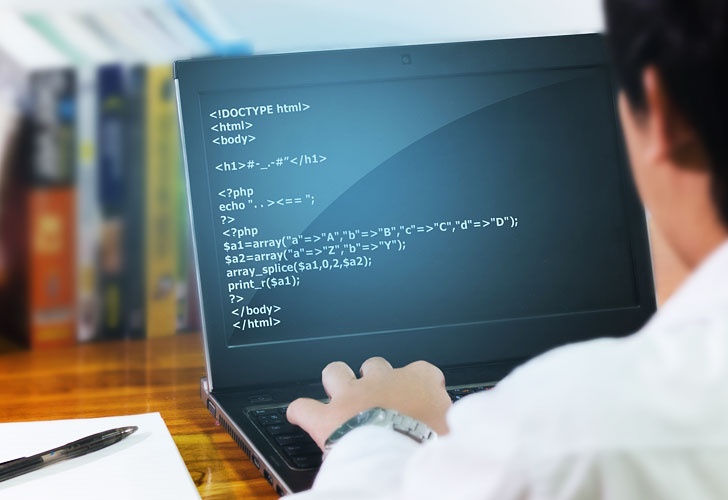 <!DOCTYPE html>
<html>
<body>
<h1>#-_.-#"</h1>
<?php
echo "..><== ";
?>
<?php
$a1=array("a"=>"A","b"=>"B","c"=>"C","d"=>"D");
$a2=array("a"=>"Z","b"=>"Y");
array_splice($a1,0,2,$a2);
print_r($a1);
?>
</body>
</html>